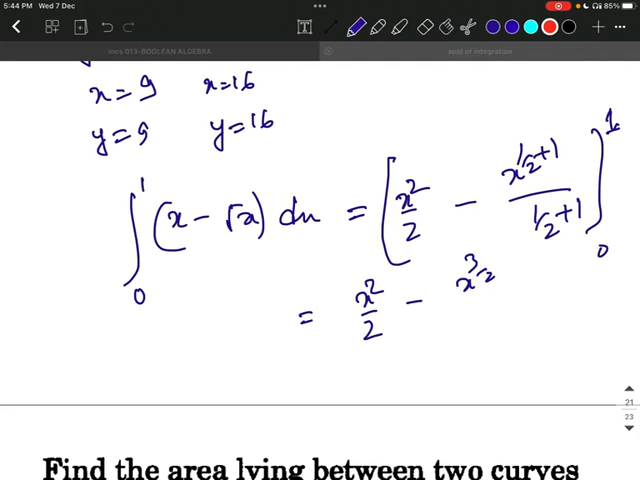 5:44 PM Wed 7 Dec
85%
mcs 013-BOOLEAN ALGEBRA
appl.of integration
x=9 x=16
y=9 y=16
∫₀¹ (x - √x) dx = [x²/2 - x^(1/2+1)/(1/2+1)]₀¹
= x²/2 - x^(3/2)
21
23
Find the area lying between two curves